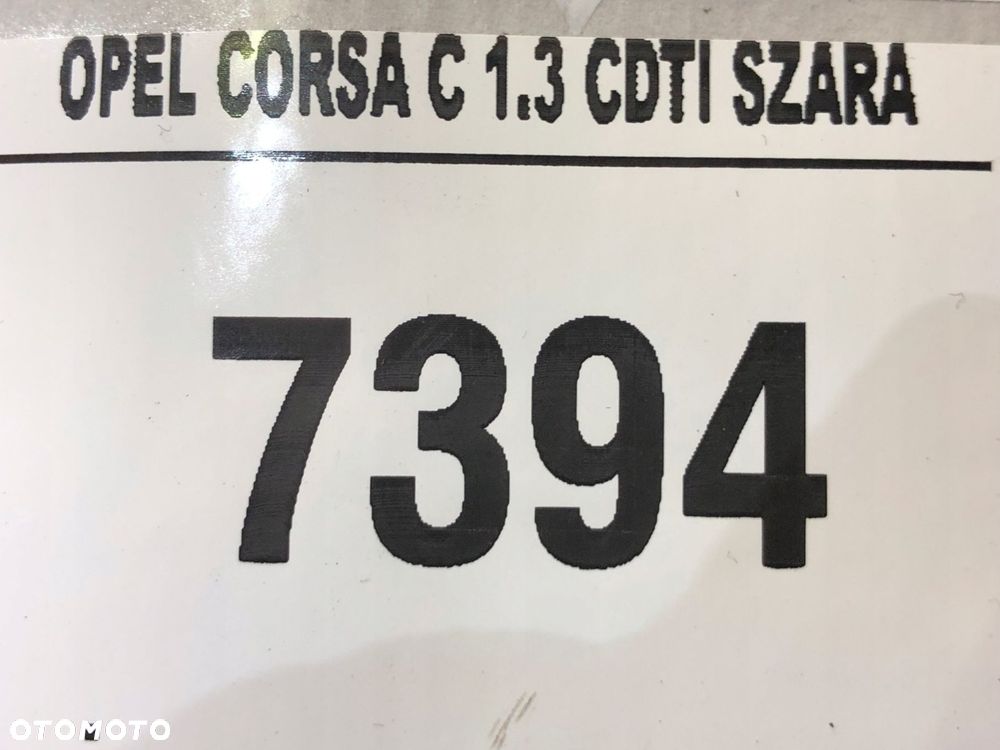 OPEL CORSA C 1.3 CDTI SZARA
7394
OTOMOTO